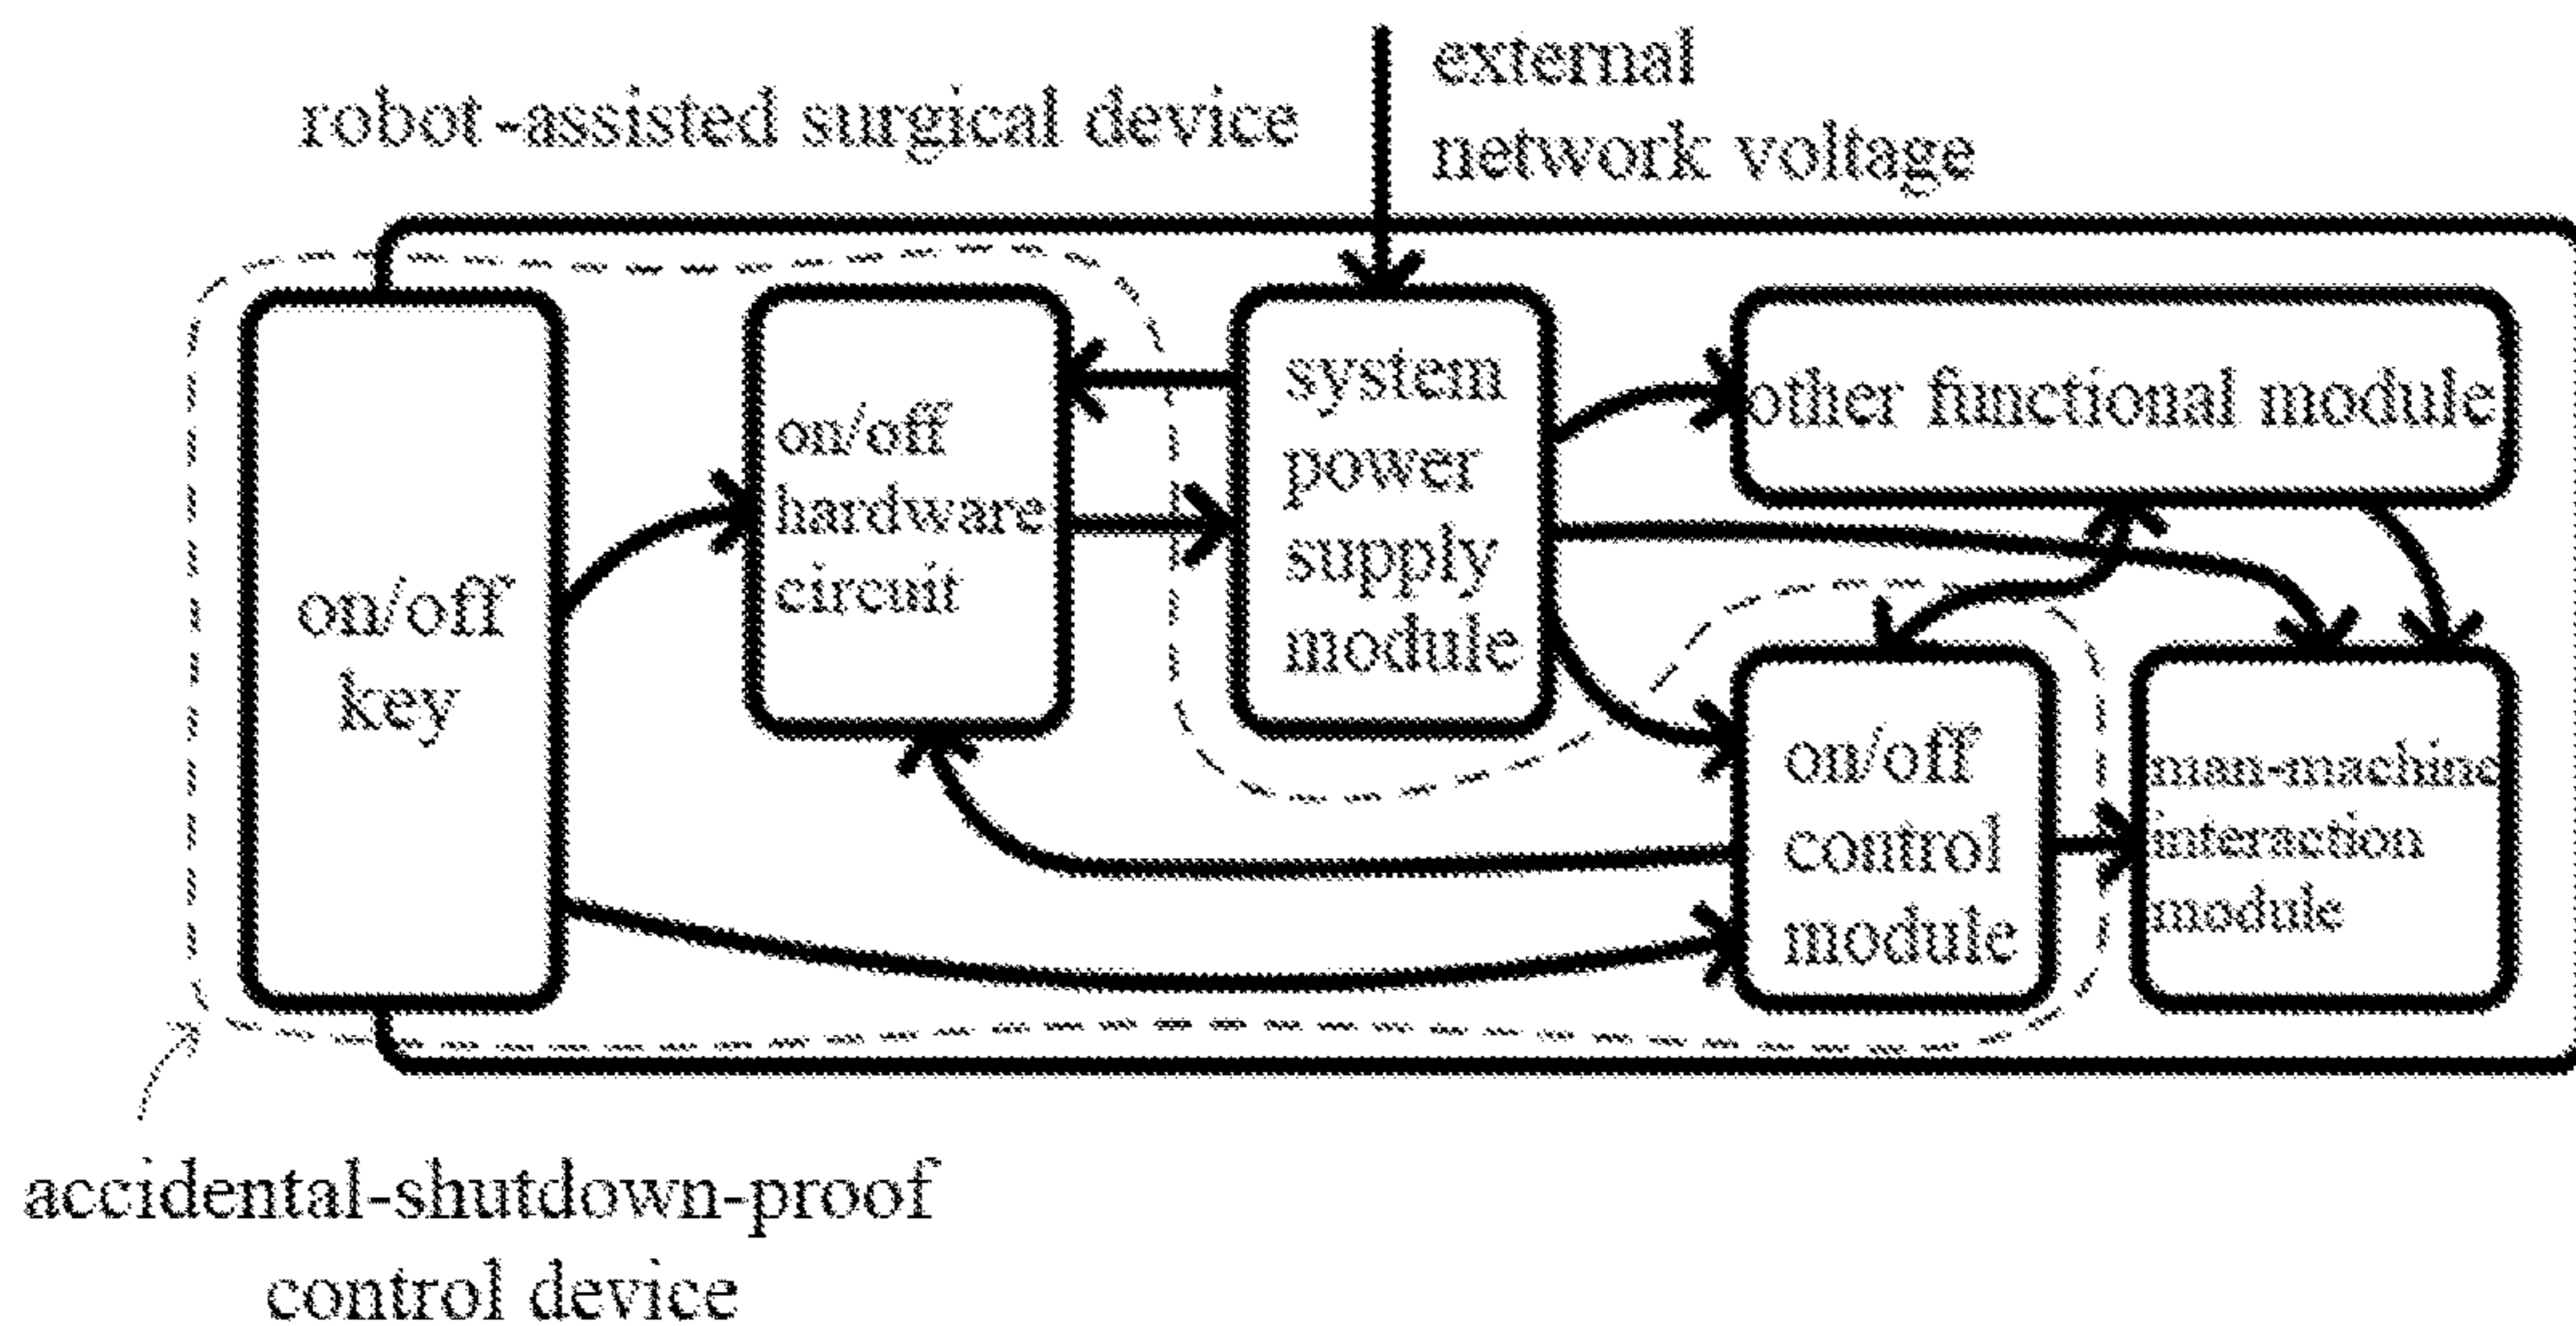 robot-assisted surgical device
external
network voltage
on/off
key
on/off
hardware
circuit
system
power
supply
module
other functional module
on/off
control
module
man-machine
interaction
module
accidental-shutdown-proof
control device